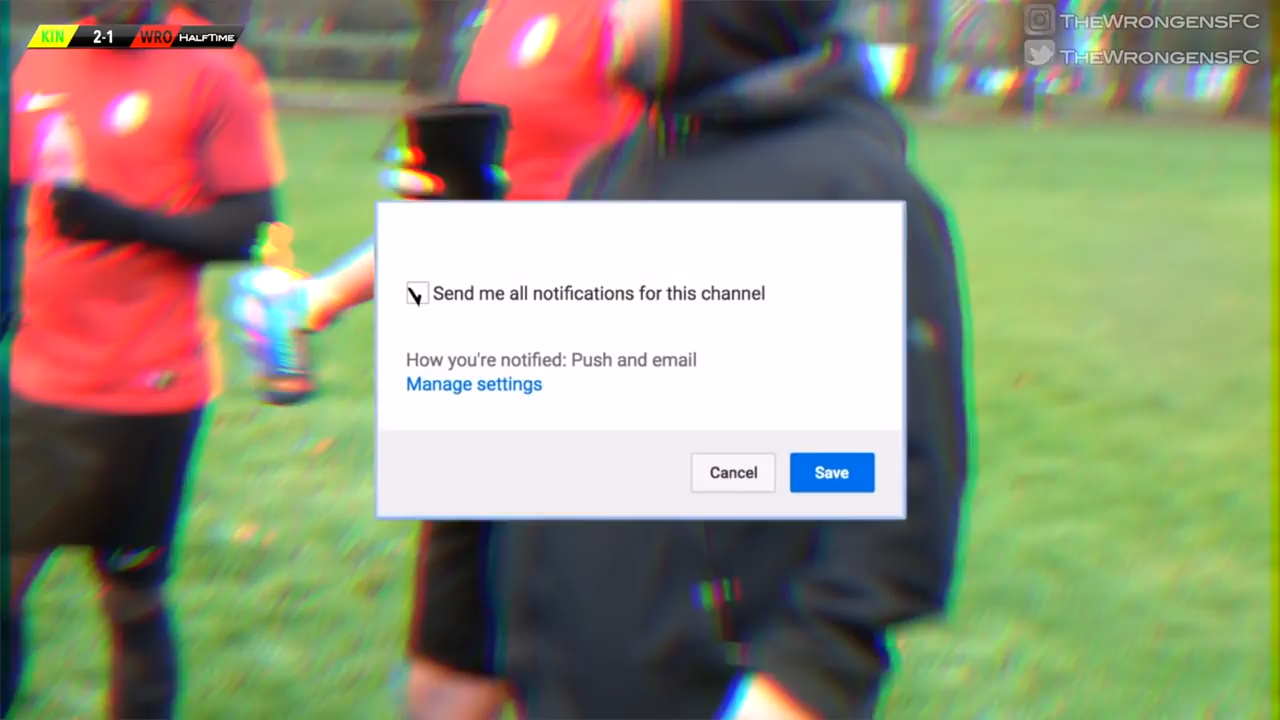 KIN 2-1 WRO HALFTIME
THEWRONGENSFC
THEWRONGENSFC
Send me all notifications for this channel
How you're notified: Push and email
Manage settings
Cancel Save